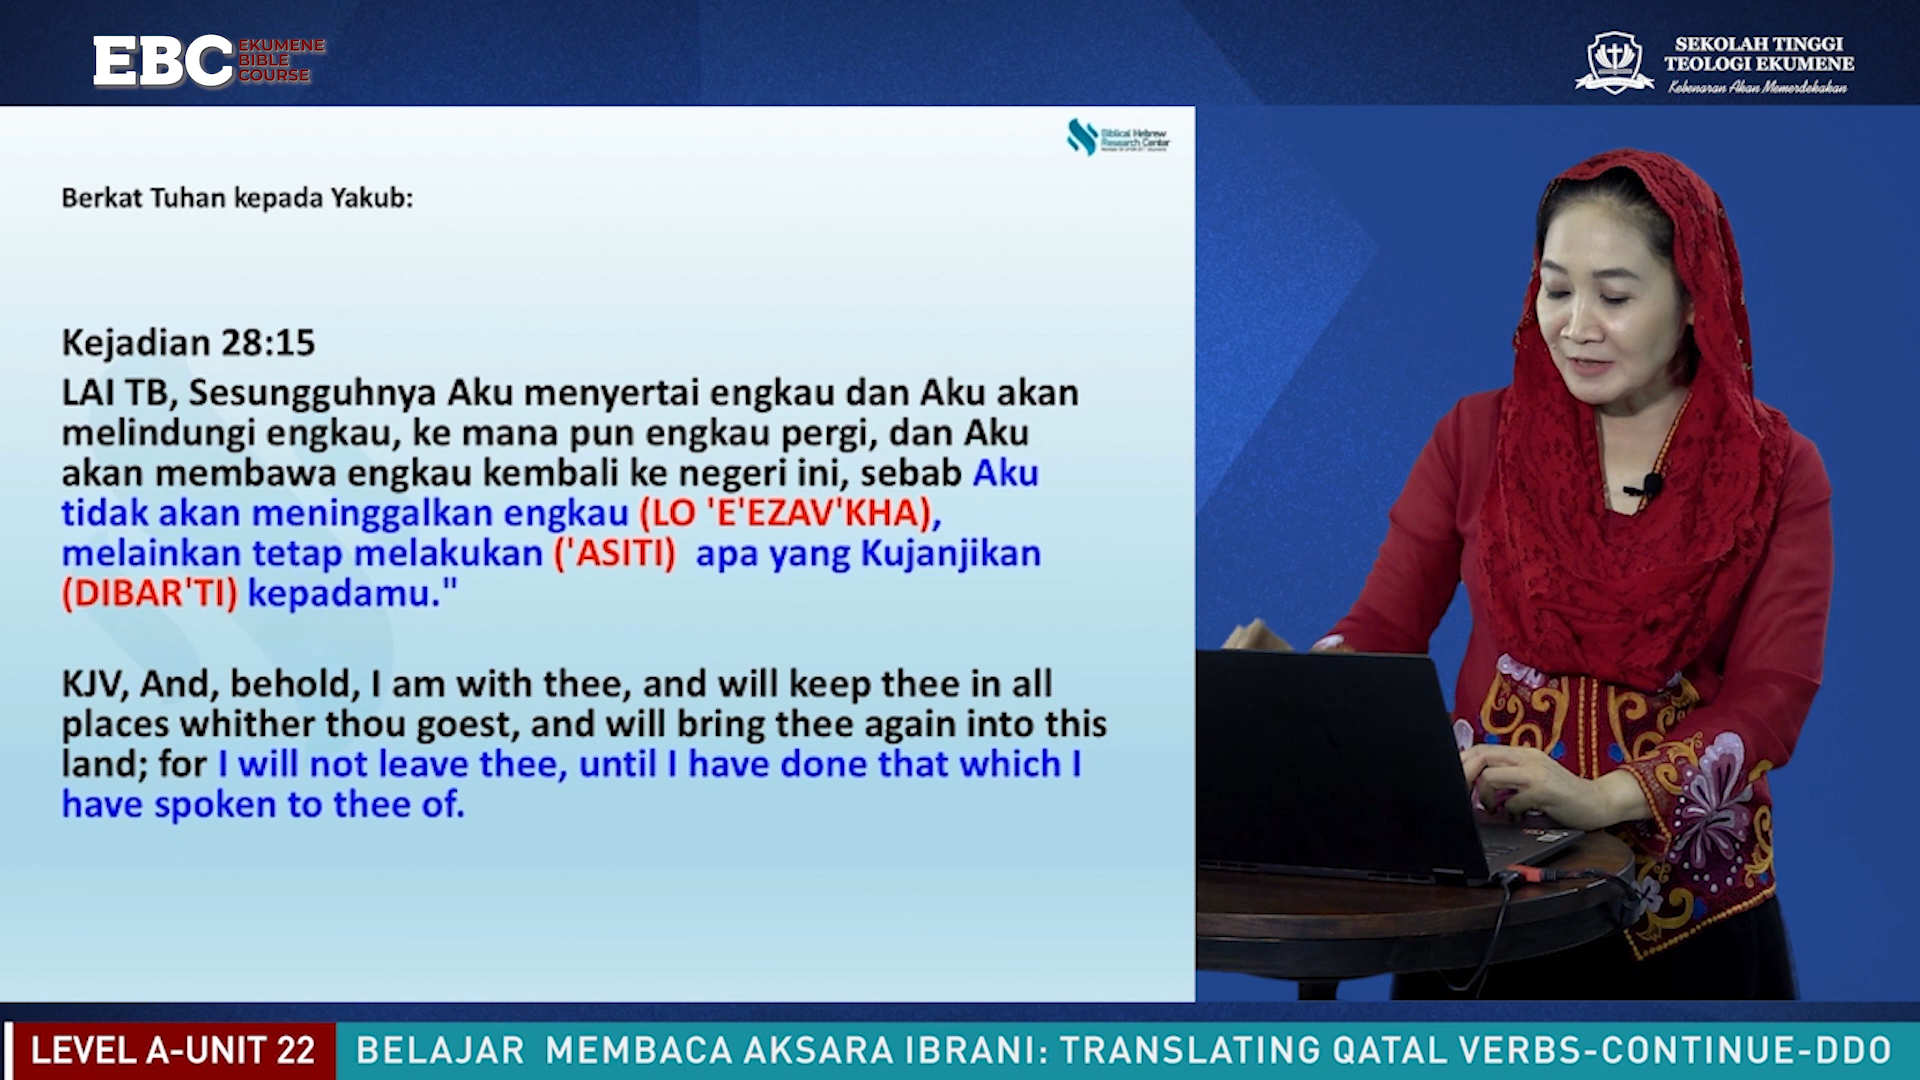 EBC EKUMENE
BIBLE
COURSE
SEKOLAH TINGGI
TEOLOGI EKUMENE
Kebenaran Akan Memerdekakan
Biblical Hebrew
Research Center
Berkat Tuhan kepada Yakub:
Kejadian 28:15
LAI TB, Sesungguhnya Aku menyertai engkau dan Aku akan
melindungi engkau, ke mana pun engkau pergi, dan Aku
akan membawa engkau kembali ke negeri ini, sebab Aku
tidak akan meninggalkan engkau (LO 'E'EZAV'KHA),
melainkan tetap melakukan ('ASITI) apa yang Kujanjikan
(DIBAR'TI) kepadamu."
KJV, And, behold, I am with thee, and will keep thee in all
places whither thou goest, and will bring thee again into this
land; for I will not leave thee, until I have done that which I
have spoken to thee of.
LEVEL A-UNIT 22
BELAJAR MEMBACA AKSARA IBRANI: TRANSLATING QATAL VERBS-CONTINUE-DDO